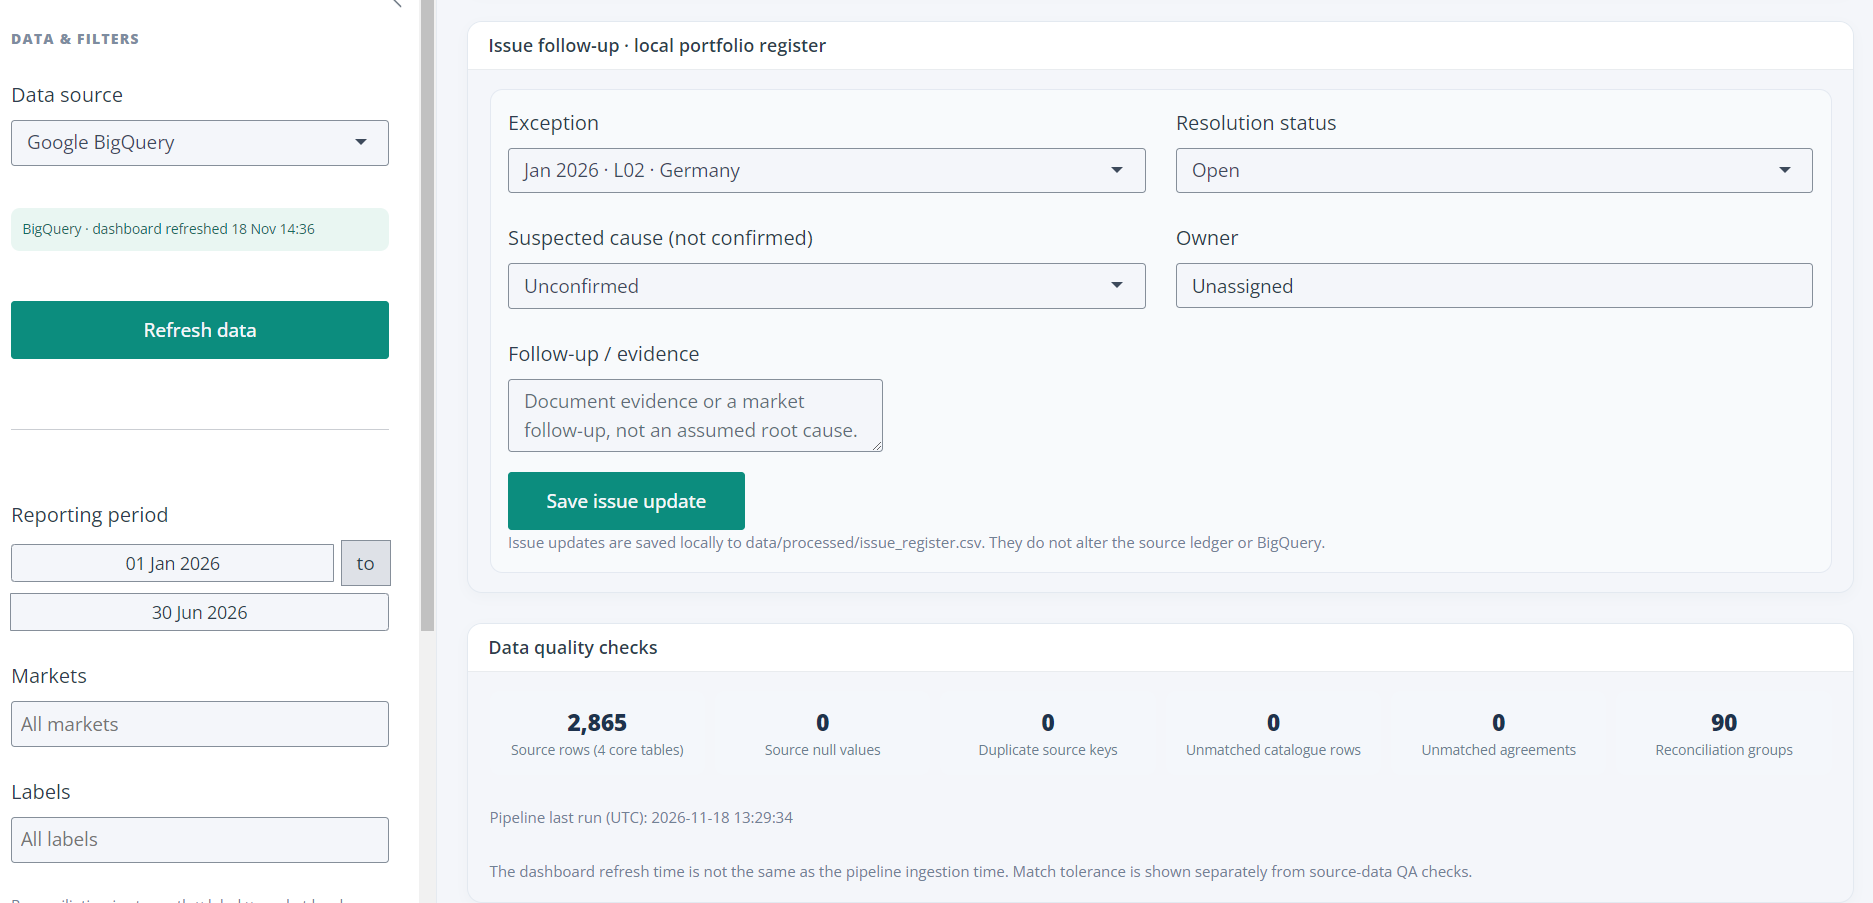 DATA & FILTERS
Data source
Google BigQuery
BigQuery · dashboard refreshed 18 Nov 14:36
Refresh data
Reporting period
01 Jan 2026
to
30 Jun 2026
Markets
All markets
Labels
All labels
Issue follow-up · local portfolio register
Exception
Resolution status
Jan 2026 · L02 · Germany
Open
Suspected cause (not confirmed)
Owner
Unconfirmed
Unassigned
Follow-up / evidence
Document evidence or a market
follow-up, not an assumed root cause.
Save issue update
Issue updates are saved locally to data/processed/issue_register.csv. They do not alter the source ledger or BigQuery.
Data quality checks
2,865
Source rows (4 core tables)
0
Source null values
0
Duplicate source keys
0
Unmatched catalogue rows
0
Unmatched agreements
90
Reconciliation groups
Pipeline last run (UTC): 2026-11-18 13:29:34
The dashboard refresh time is not the same as the pipeline ingestion time. Match tolerance is shown separately from source-data QA checks.